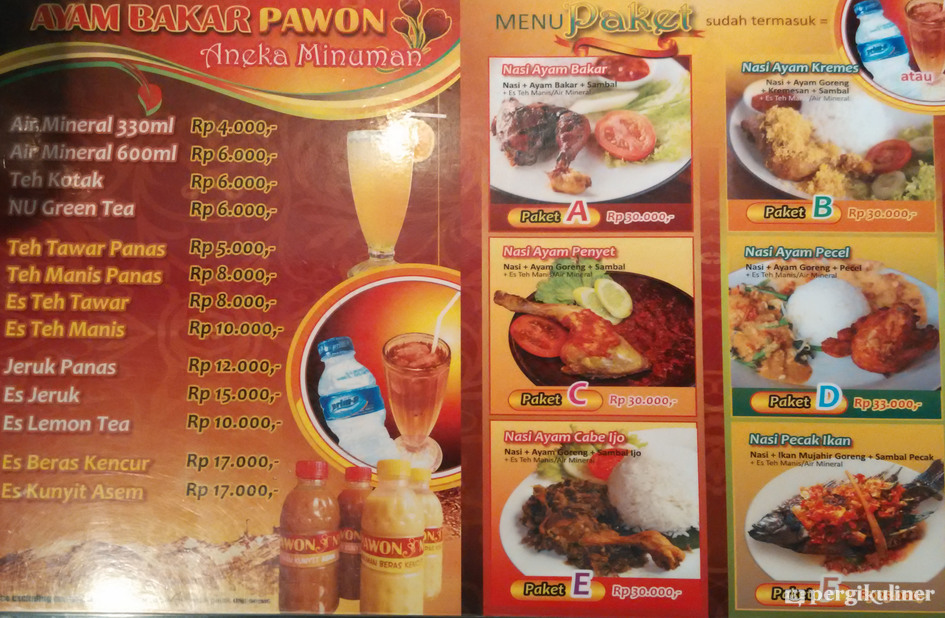 AYAM BAKAR PAWON
Aneka Minuman
Air Mineral 330ml Rp 4.000,-
Air Mineral 600ml Rp 6.000,-
Teh Kotak Rp 6.000,-
NU Green Tea Rp 6.000,-
Teh Tawar Panas Rp 5.000,-
Teh Manis Panas Rp 8.000,-
Es Teh Tawar Rp 8.000,-
Es Teh Manis Rp 10.000,-
Jeruk Panas Rp 12.000,-
Es Jeruk Rp 15.000,-
Es Lemon Tea Rp 10.000,-
Es Beras Kencur Rp 17.000,-
Es Kunyit Asem Rp 17.000,-
MENU Paket sudah termasuk =
atau
Nasi Ayam Bakar
Nasi + Ayam Bakar + Sambal
+ Es Teh Manis/Air Mineral
Paket A Rp 30.000,-
Nasi Ayam Kremes
Nasi + Ayam Goreng
+ Kremesan + Sambal
+ Es Teh Manis/Air Mineral
Paket B Rp 30.000,-
Nasi Ayam Penyet
Nasi + Ayam Goreng + Sambal
+ Es Teh Manis/Air Mineral
Paket C Rp 30.000,-
Nasi Ayam Pecel
Nasi + Ayam Goreng + Pecel
+ Es Teh Manis/Air Mineral
Paket D Rp 33.000,-
Nasi Ayam Cabe Ijo
Nasi + Ayam Goreng + Sambal Ijo
+ Es Teh Manis/Air Mineral
Paket E Rp 30.000,-
Nasi Pecak Ikan
Nasi + Ikan Mujahir Goreng + Sambal Pecak
+ Es Teh Manis/Air Mineral
Paket F
pergikuliner